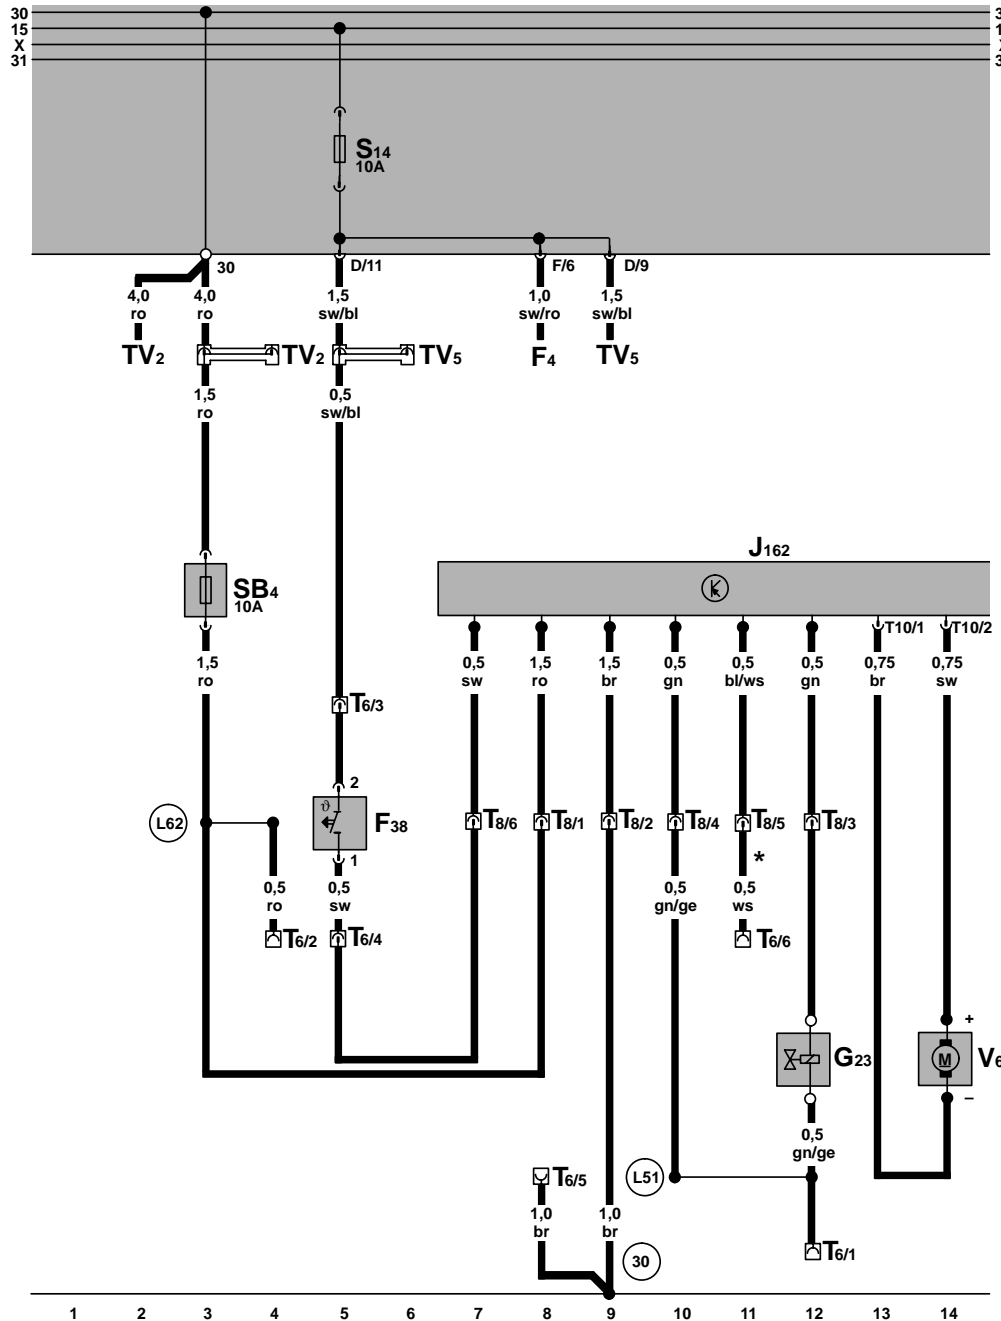 30 3
15 1
X
31 3
S14
10A
30 D/11 F/6 D/9
4,0 4,0 1,5 1,0 1,5
ro ro sw/bl sw/ro sw/bl
TV2 TV2 TV5 F4 TV5
1,5 0,5
ro sw/bl
J162
SB4
10A
T10/1 T10/2
1,5 0,5 1,5 1,5 0,5 0,5 0,5 0,75 0,75
ro sw ro br gn bl/ws gn br sw
T6/3
2
ϑ
L62 F38 T8/6 T8/1 T8/2 T8/4 T8/5 T8/3
1 *
0,5 0,5 0,5 0,5
ro sw gn/ge ws
T6/2 T6/4 T6/6
+
G23 M V6
–
0,5
gn/ge
T6/5 L51
1,0 1,0
br br
30 T6/1
1 2 3 4 5 6 7 8 9 10 11 12 13 14